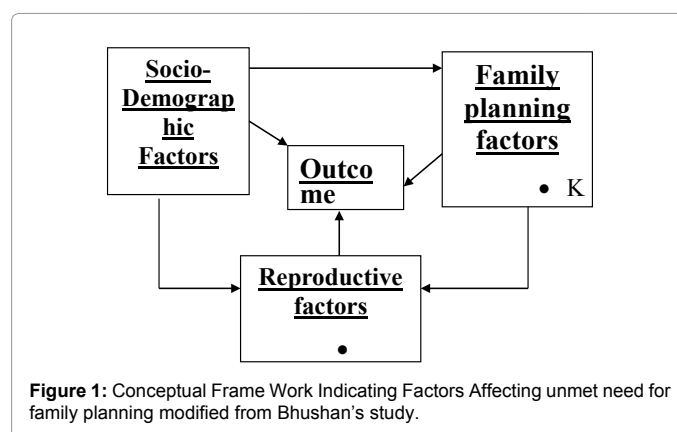 Socio-
Demograp
hic
Factors
Family
planning
factors
• K
Outco
me
Reproductive
factors
•
Figure 1: Conceptual Frame Work Indicating Factors Affecting unmet need for
family planning modified from Bhushan's study.